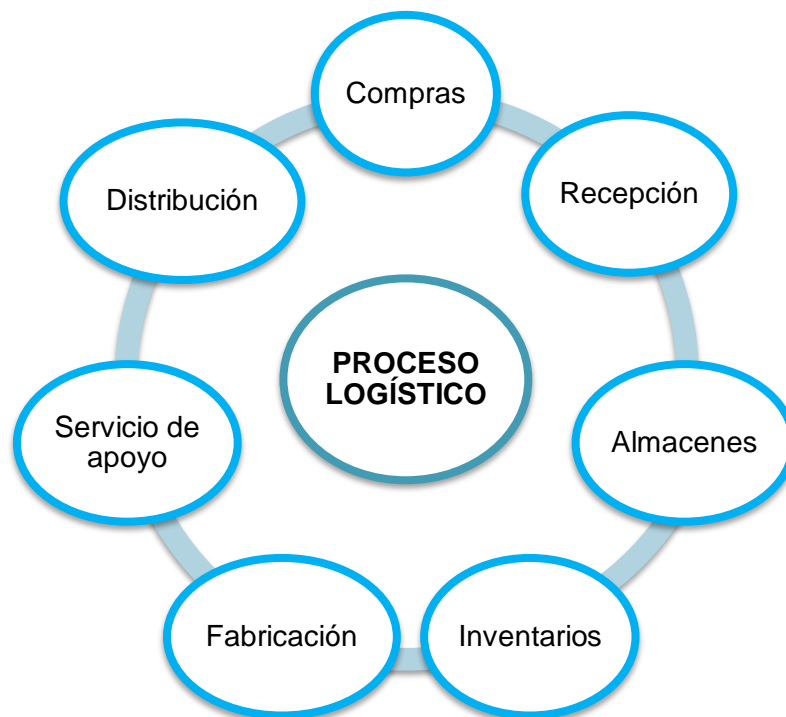 Compras
Recepción
Distribución
PROCESO
LOGÍSTICO
Almacenes
Servicio de
apoyo
Inventarios
Fabricación